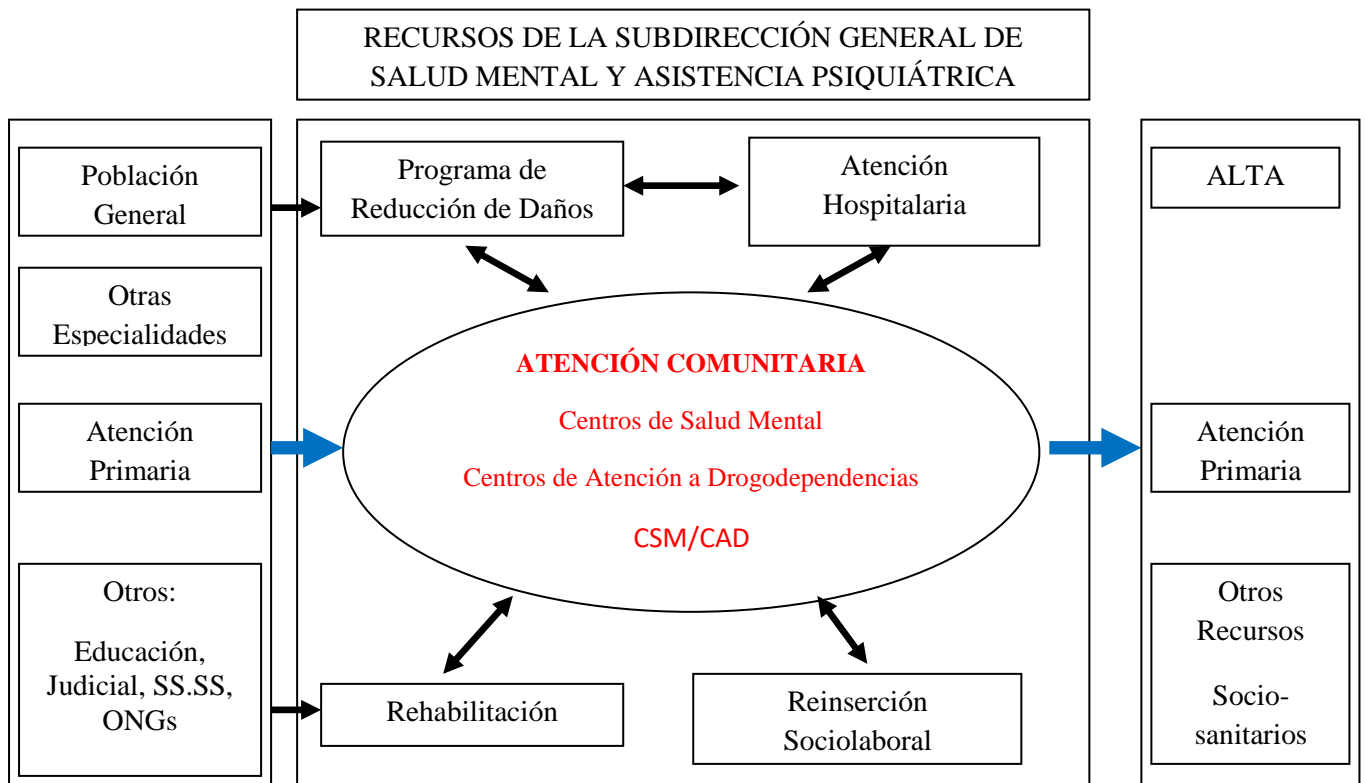 RECURSOS DE LA SUBDIRECCIÓN GENERAL DE
SALUD MENTAL Y ASISTENCIA PSIQUIÁTRICA
Población
General
Otras
Especialidades
Atención
Primaria
Otros:
Educación,
Judicial, SS.SS,
ONGs
Programa de
Reducción de Daños
Atención
Hospitalaria
ATENCIÓN COMUNITARIA
Centros de Salud Mental
Centros de Atención a Drogodependencias
CSM/CAD
Rehabilitación
Reinserción
Sociolaboral
ALTA
Atención
Primaria
Otros
Recursos
Socio-
sanitarios